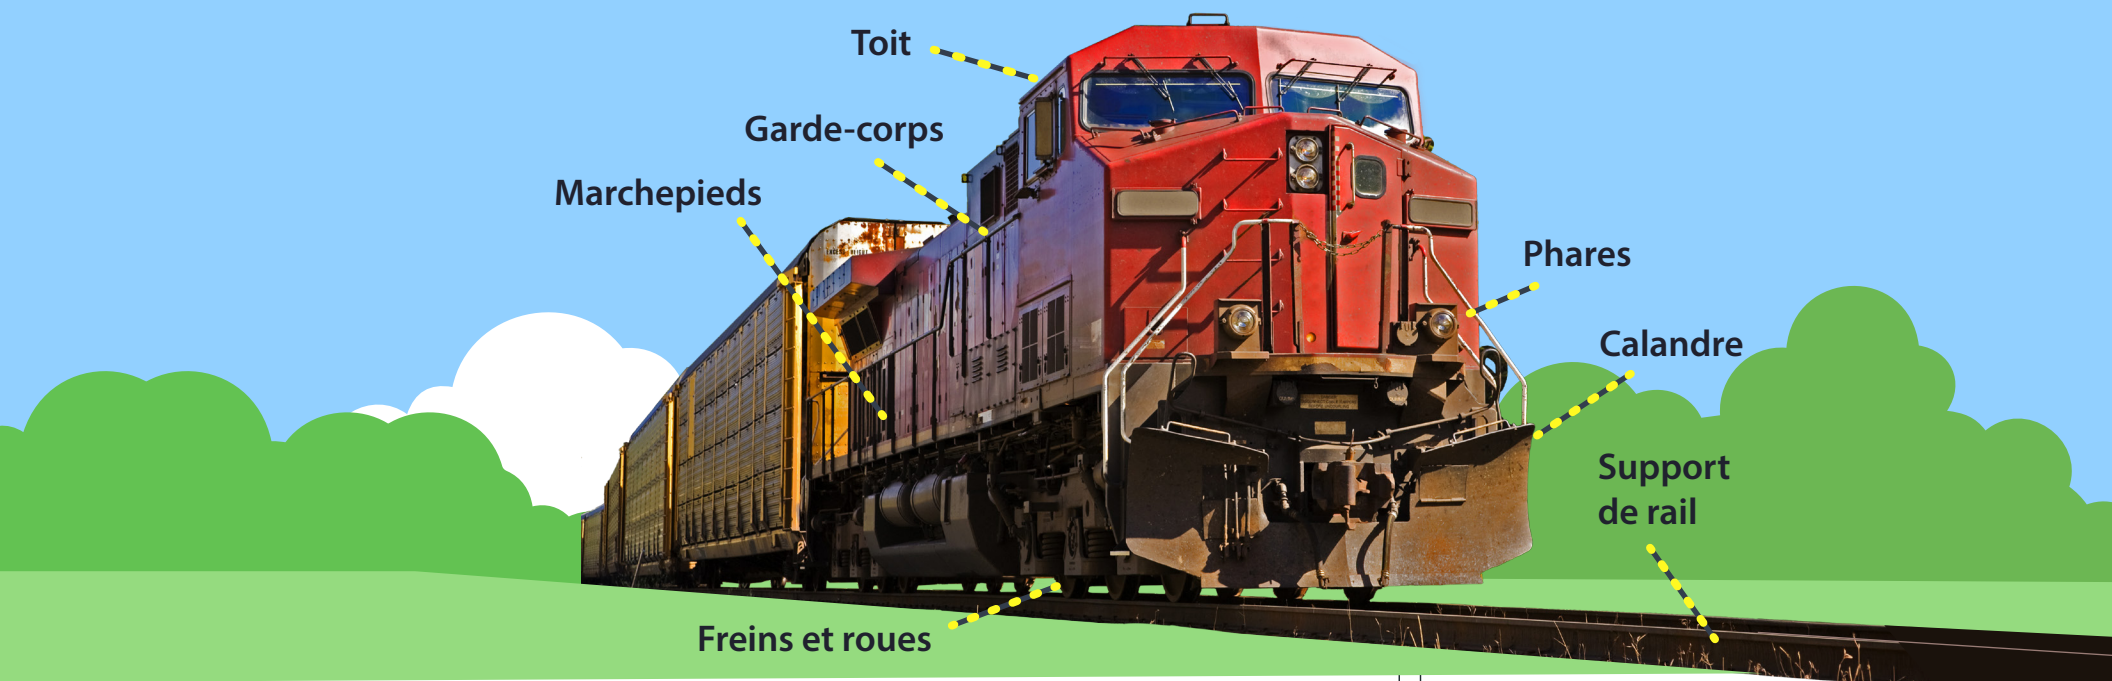 Toit
Garde-corps
Marchepieds
Phares
Calandre
Support
de rail
Freins et roues